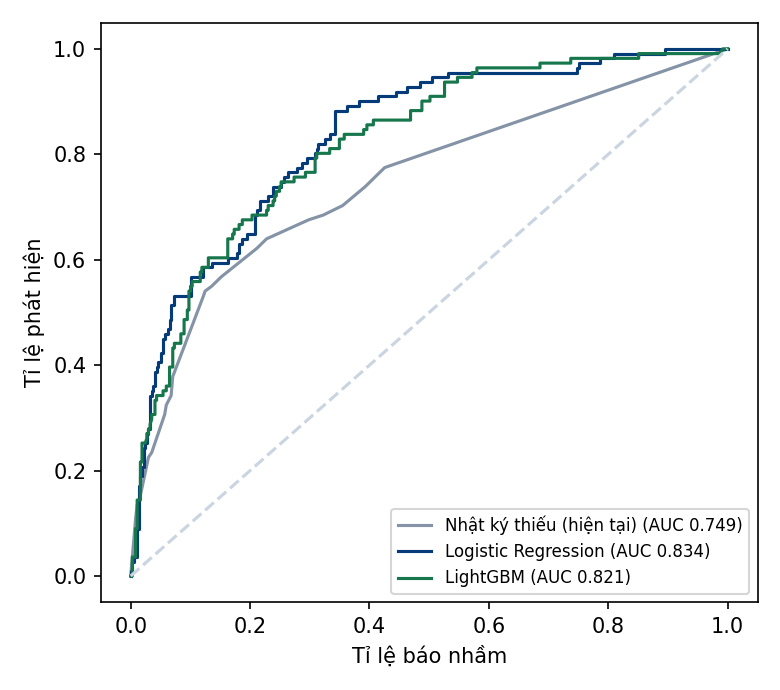 1.0
0.8
0.6
0.4
0.2
0.0
Tỉ lệ phát hiện
Nhật ký thiếu (hiện tại) (AUC 0.749)
Logistic Regression (AUC 0.834)
LightGBM (AUC 0.821)
0.0 0.2 0.4 0.6 0.8 1.0
Tỉ lệ báo nhầm